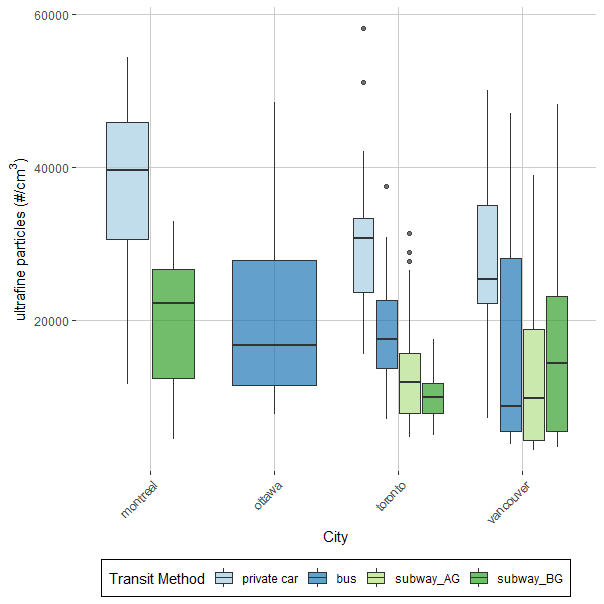 60000
40000
20000
ultrafine particles (#/cm³)
montreal
ottawa
toronto
vancouver
City
Transit Method private car bus subway_AG subway_BG